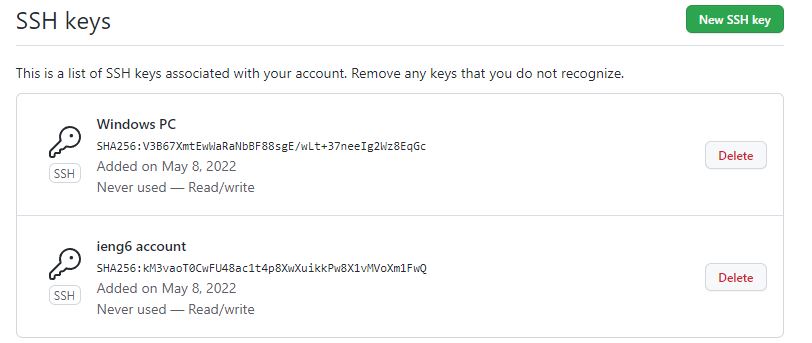 SSH keys
New SSH key
This is a list of SSH keys associated with your account. Remove any keys that you do not recognize.
Windows PC
SHA256:V3B67XmtEwWaRaNbBF88sgE/wLt+37neeIg2Wz8EqGc
Added on May 8, 2022
Never used — Read/write
SSH
Delete
ieng6 account
SHA256:kM3vaoT0CwFU48ac1t4p8XwXuikkPw8X1vMVoXm1FwQ
Added on May 8, 2022
Never used — Read/write
SSH
Delete